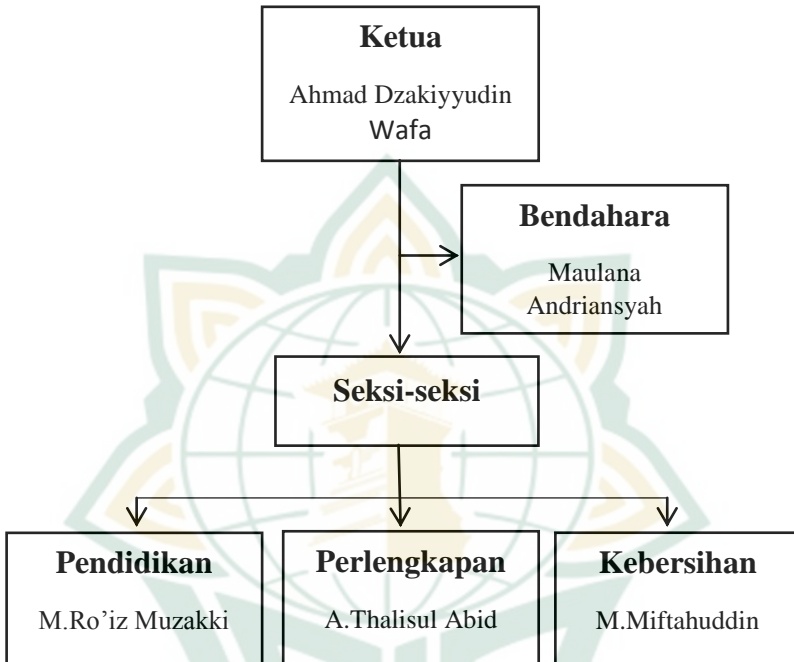 Ketua
Ahmad Dzakiyyudin
Wafa
Bendahara
Maulana
Andriansyah
Seksi-seksi
Pendidikan
M.Ro’iz Muzakki
Perlengkapan
A.Thalisul Abid
Kebersihan
M.Miftahuddin